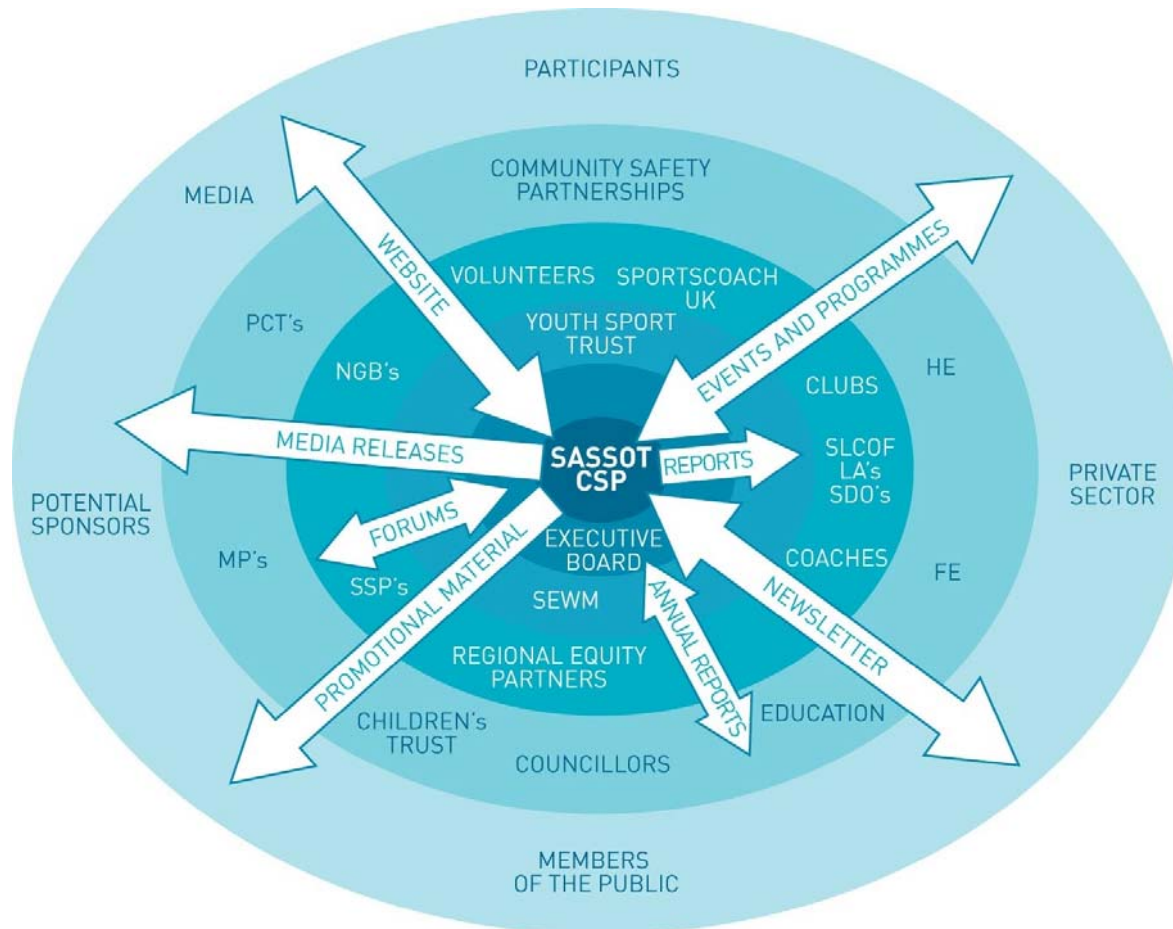 PARTICIPANTS
MEDIA
COMMUNITY SAFETY
PARTNERSHIPS
WEBSITE
EVENTS AND PROGRAMMES
VOLUNTEERS
SPORTSCOACH
UK
PCT's
YOUTH SPORT
TRUST
NGB's
HE
CLUBS
MEDIA RELEASES
SASSOT
CSP
REPORTS
SLCOF
LA's
SDO's
PRIVATE
SECTOR
POTENTIAL
SPONSORS
FORUMS
EXECUTIVE
BOARD
COACHES
MP's
SSP's
SEWM
FE
PROMOTIONAL MATERIAL
ANNUAL REPORTS
NEWSLETTER
REGIONAL EQUITY
PARTNERS
CHILDREN's
TRUST
EDUCATION
COUNCILLORS
MEMBERS
OF THE PUBLIC